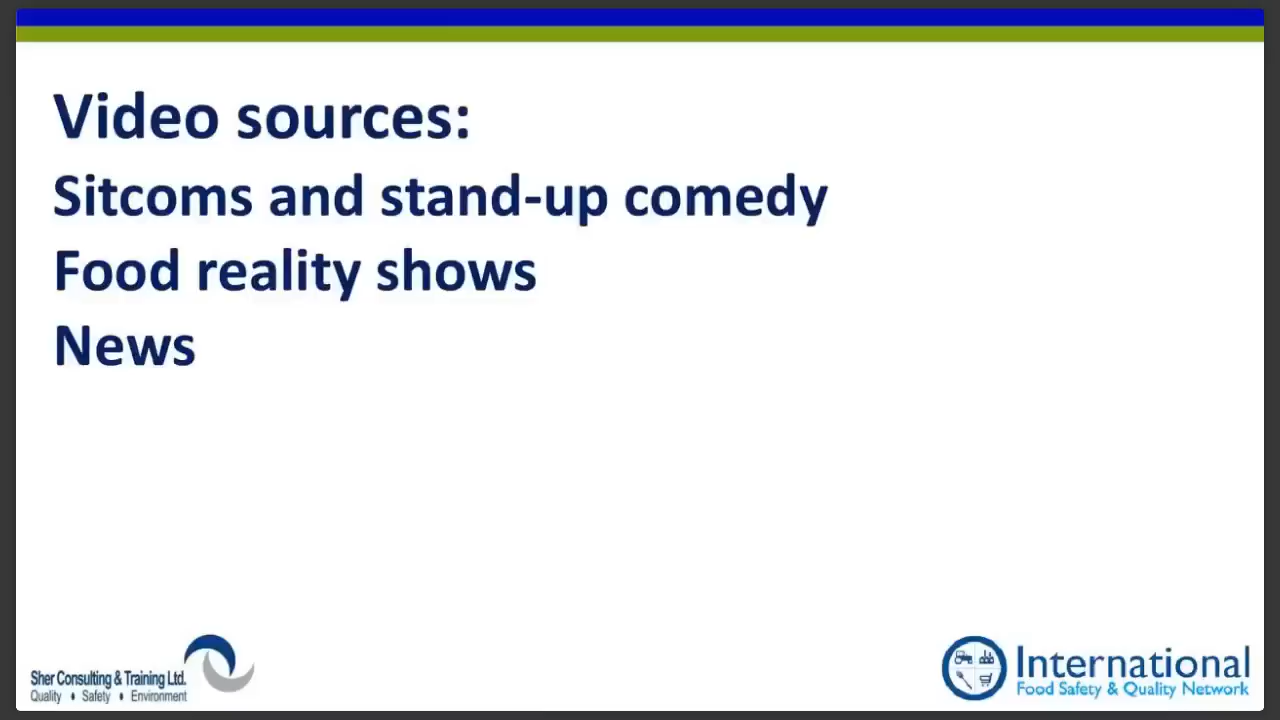 Video sources:
Sitcoms and stand-up comedy
Food reality shows
News
Sher Consulting & Training Ltd.
Quality • Safety • Environment
International
Food Safety & Quality Network